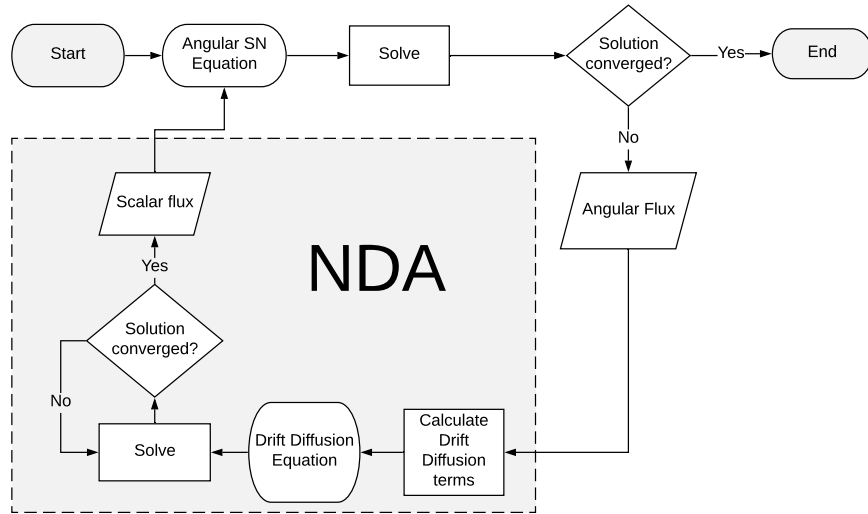 Start
Angular SN
Equation
Solve
Solution
converged?
Yes
End
No
Angular Flux
Scalar flux
NDA
Yes
Solution
converged?
No
Solve
Drift Diffusion
Equation
Calculate
Drift
Diffusion
terms